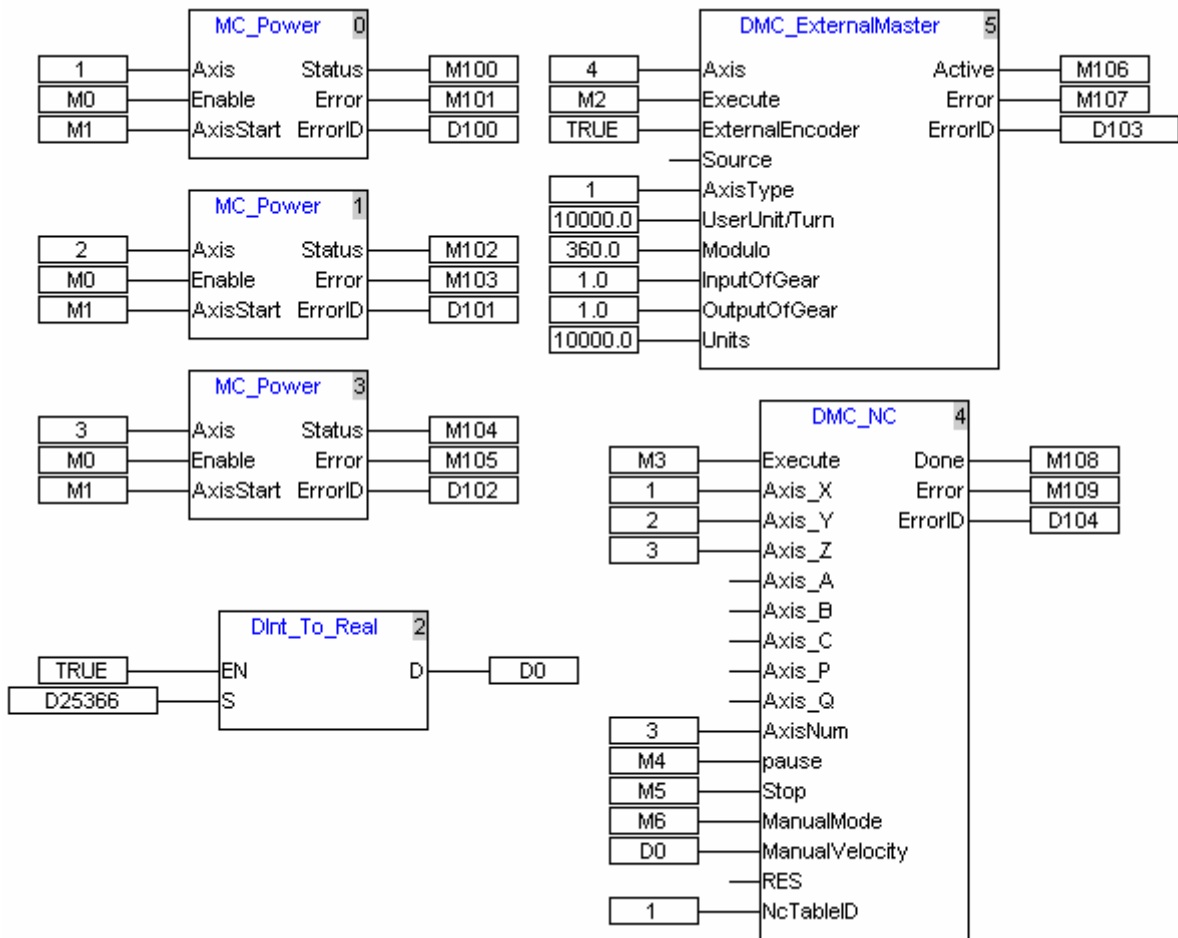 MC_Power 0
1 Axis Status M100
M0 Enable Error M101
M1 AxisStart ErrorID D100
MC_Power 1
2 Axis Status M102
M0 Enable Error M103
M1 AxisStart ErrorID D101
MC_Power 3
3 Axis Status M104
M0 Enable Error M105
M1 AxisStart ErrorID D102
DInt_To_Real 2
TRUE EN D D0
D25366 S
DMC_ExternalMaster 5
4 Axis Active M106
M2 Execute Error M107
TRUE ExternalEncoder ErrorID D103
Source
1 AxisType
10000.0 UserUnit/Turn
360.0 Modulo
1.0 InputOfGear
1.0 OutputOfGear
10000.0 Units
DMC_NC 4
M3 Execute Done M108
1 Axis_X Error M109
2 Axis_Y ErrorID D104
3 Axis_Z
Axis_A
Axis_B
Axis_C
Axis_P
Axis_Q
3 AxisNum
M4 pause
M5 Stop
M6 ManualMode
D0 ManualVelocity
RES
1 NcTableID